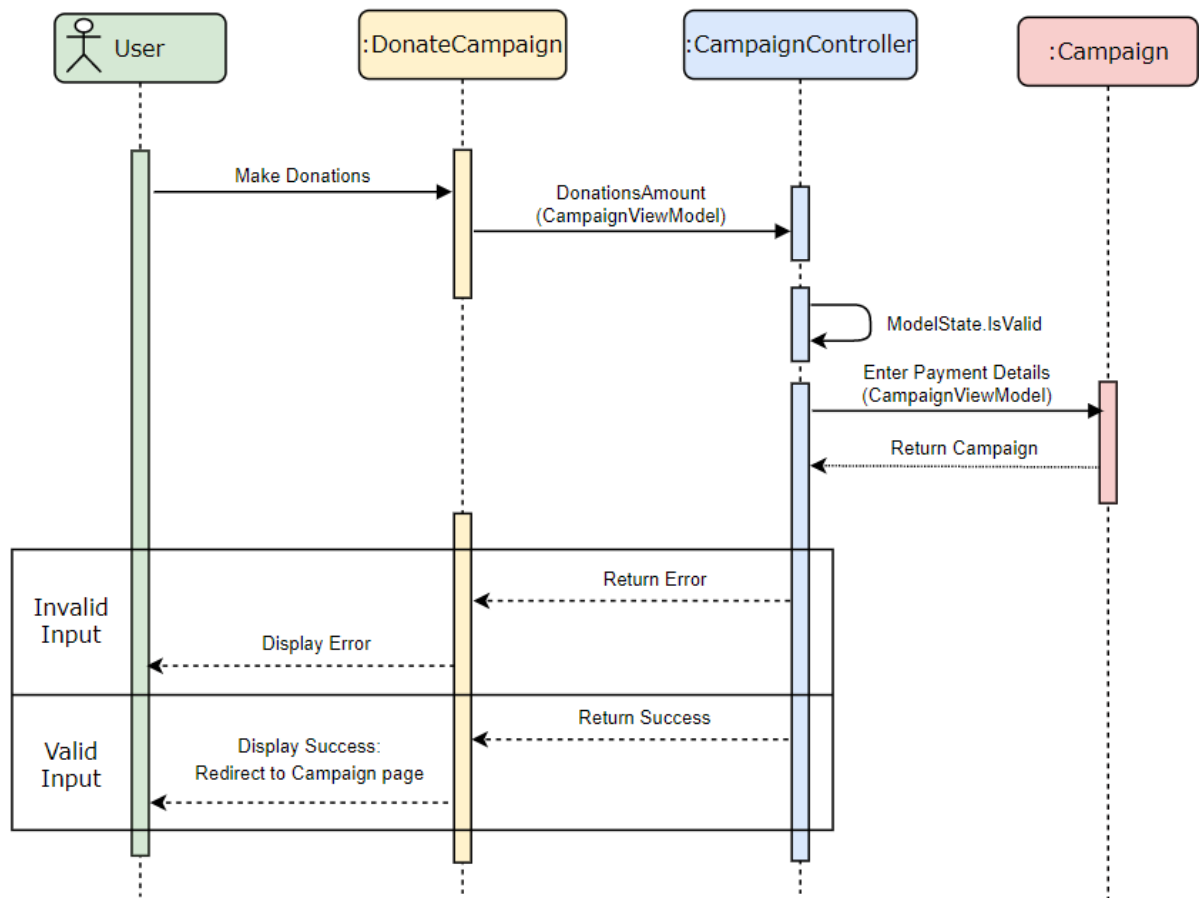 User
:DonateCampaign
:CampaignController
:Campaign
Make Donations
DonationsAmount
(CampaignViewModel)
ModelState.IsValid
Enter Payment Details
(CampaignViewModel)
Return Campaign
Invalid
Input
Return Error
Display Error
Valid
Input
Return Success
Display Success:
Redirect to Campaign page